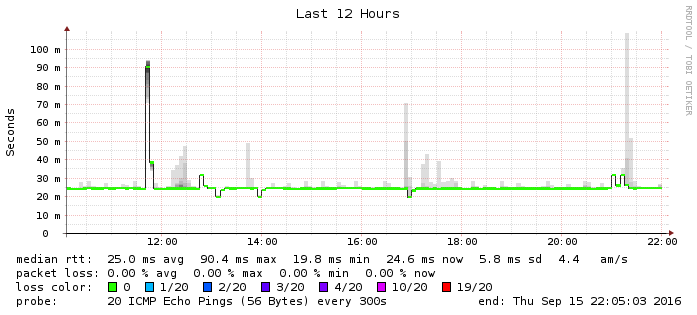 Last 12 Hours
RRDTOOL / TOBI OETIKER
Seconds
100 m
90 m
80 m
70 m
60 m
50 m
40 m
30 m
20 m
10 m
0
12:00 14:00 16:00 18:00 20:00 22:00
median rtt: 25.0 ms avg 90.4 ms max 19.8 ms min 24.6 ms now 5.8 ms sd 4.4 am/s
packet loss: 0.00 % avg 0.00 % max 0.00 % min 0.00 % now
loss color: 0 1/20 2/20 3/20 4/20 10/20 19/20
probe: 20 ICMP Echo Pings (56 Bytes) every 300s end: Thu Sep 15 22:05:03 2016